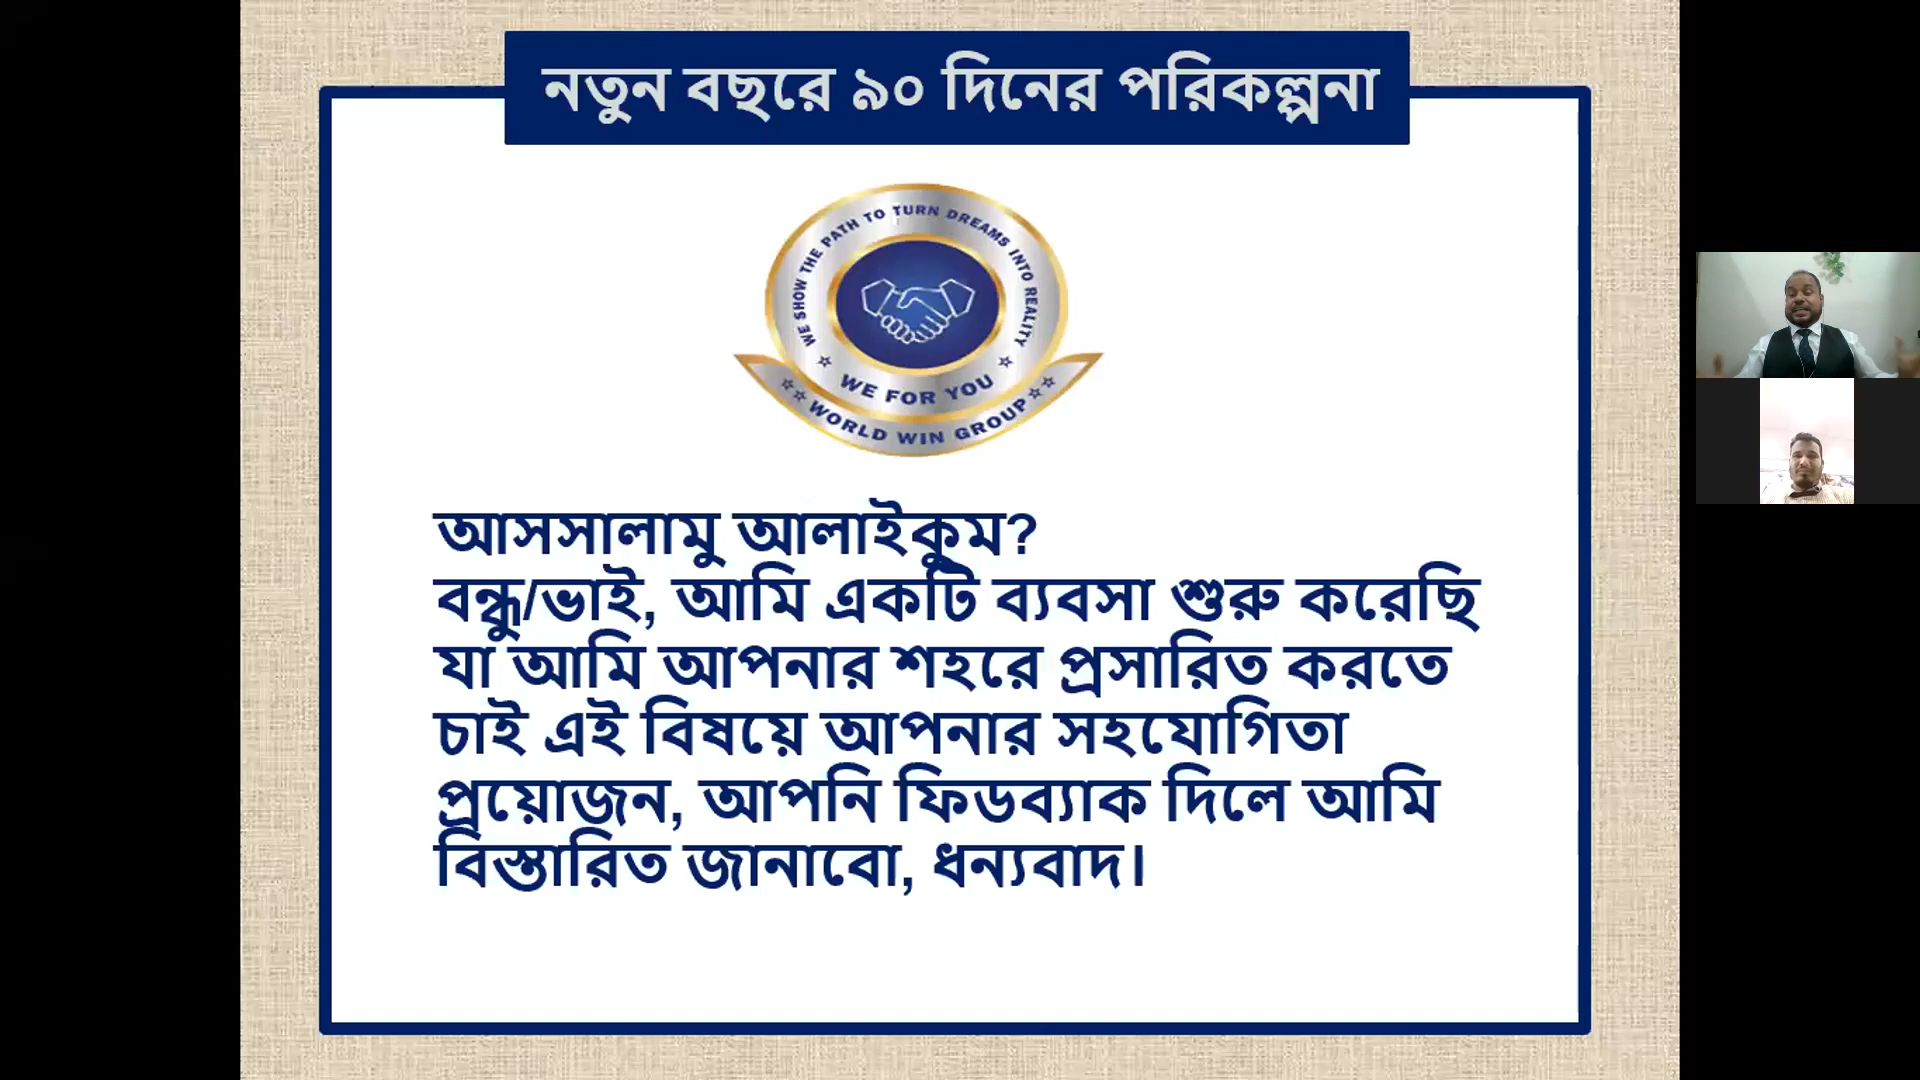 নতুন বছরে ৯০ দিনের পরিকল্পনা
WE SHOW THE PATH TO TURN DREAMS INTO REALITY
WE FOR YOU
WORLD WIN GROUP
আসসালামু আলাইকুম?
বন্ধু/ভাই, আমি একটি ব্যবসা শুরু করেছি
যা আমি আপনার শহরে প্রসারিত করতে
চাই এই বিষয়ে আপনার সহযোগিতা
প্রয়োজন, আপনি ফিডব্যাক দিলে আমি
বিস্তারিত জানাবো, ধন্যবাদ।